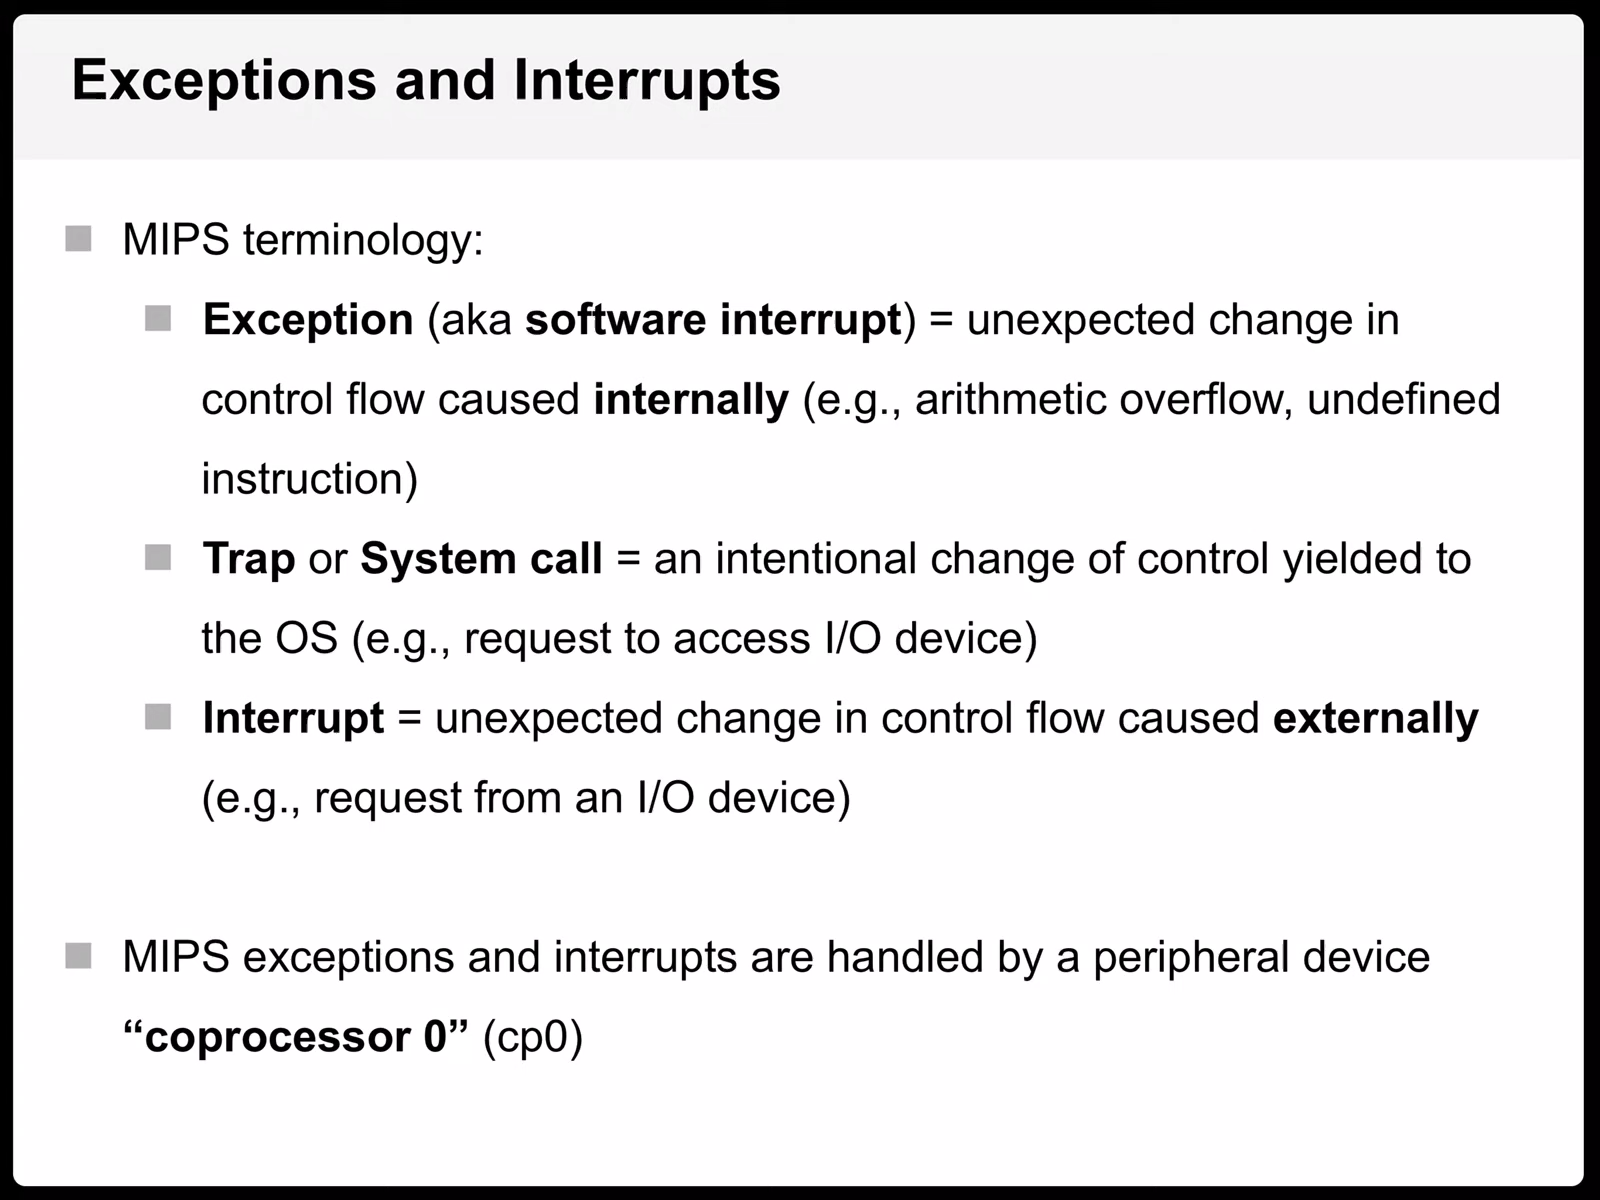 Exceptions and Interrupts
MIPS terminology:
Exception (aka software interrupt) = unexpected change in
control flow caused internally (e.g., arithmetic overflow, undefined
instruction)
Trap or System call = an intentional change of control yielded to
the OS (e.g., request to access I/O device)
Interrupt = unexpected change in control flow caused externally
(e.g., request from an I/O device)
MIPS exceptions and interrupts are handled by a peripheral device
“coprocessor 0” (cp0)